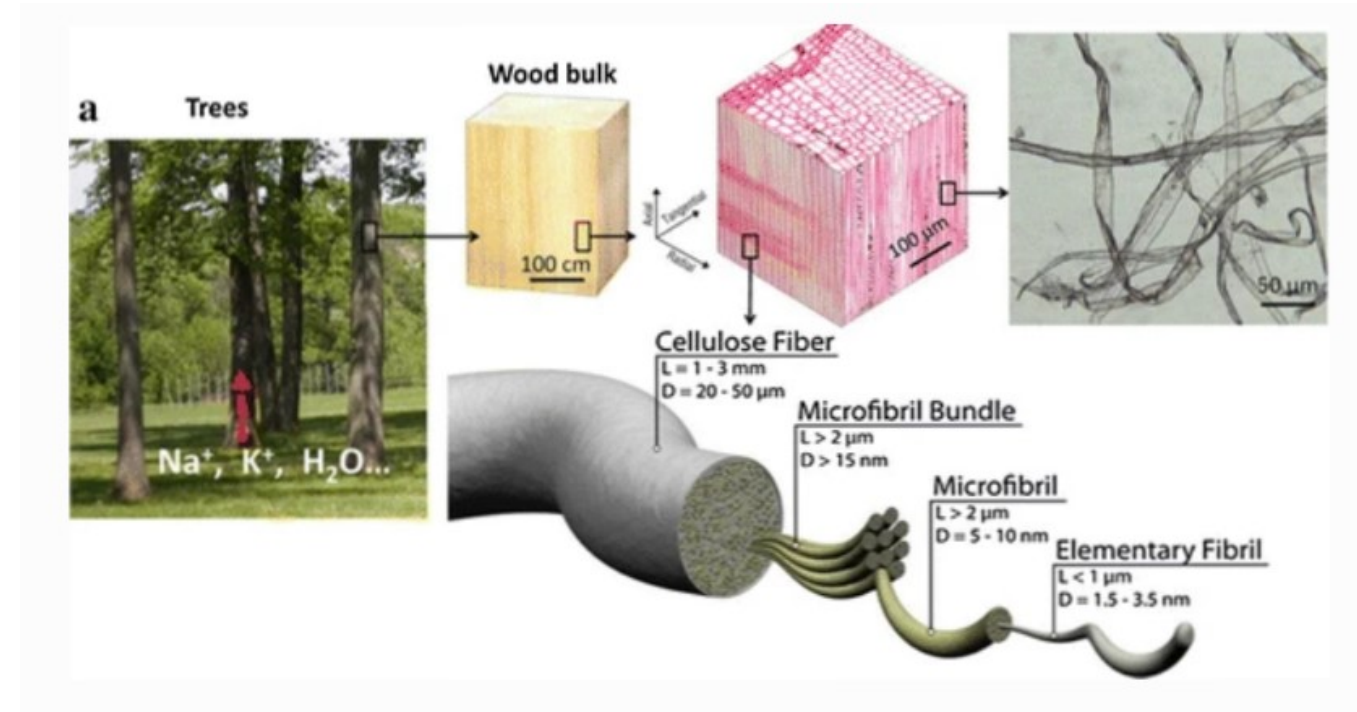 a
Trees
Wood bulk
100 cm
Axial
Tangential
Radial
100 µm
50 µm
Na⁺, K⁺, H₂O...
Cellulose Fiber
L = 1 - 3 mm
D = 20 - 50 µm
Microfibril Bundle
L > 2 µm
D > 15 nm
Microfibril
L > 2 µm
D = 5 - 10 nm
Elementary Fibril
L < 1 µm
D = 1.5 - 3.5 nm